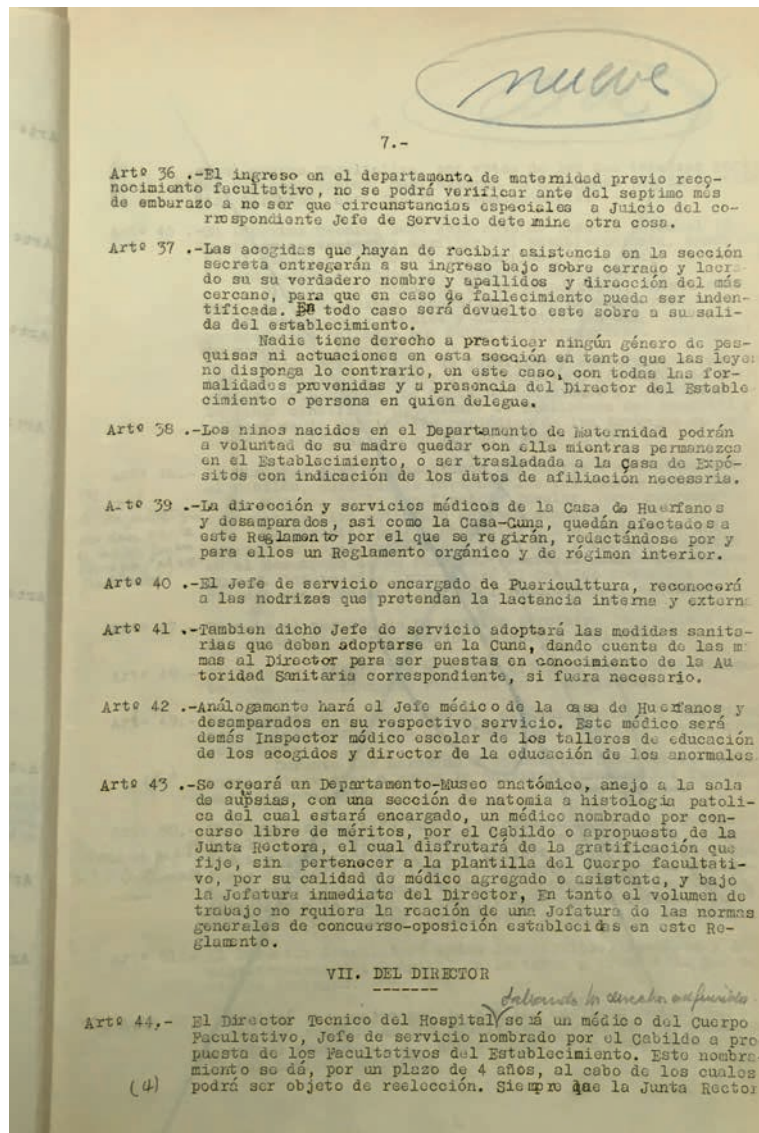 nueve
7.-
Artº 36 .-El ingreso en el departamento de maternidad previo reco-
nocimiento facultativo, no se podrá verificar ante del septimo més
de embarazo a no ser que circunstancias especiales a Juicio del co-
rrespondiente Jefe de Servicio dete mine otra cosa.
Artº 37 .-Las acogidas que hayan de recibir asistencia en la sección
secreta entregarán a su ingreso bajo sobre cerrado y lacra
do su su verdadero nombre y apellidos y dirección del más
cercano, para que en caso de fallecimiento pueda ser inden-
tificada. En todo caso será devuelto este sobre a su sali-
da del establecimiento.
Nadie tiene derecho a practicar ningún género de pes-
quisas ni actuaciones en esta sección en tanto que las leye
no disponga lo contrario, en este caso, con todas las for-
malidades prevenidas y a presencia del Director del Estable
cimiento o persona en quien delegue.
Artº 38 .-Los ninos nacidos en el Departamento de Maternidad podrán
a voluntad de su madre quedar con ella mientras permanezca
en el Establecimiento, o ser trasladada a la Casa de Expó-
sitos con indicación de los datos de afiliación necesaria.
A tº 39 .-La dirección y servicios médicos de la Casa de Huerfanos
y desamparados, asi como la Casa-Cuna, quedán afectados a
este Reglamento por el que se regirán, redactándose por y
para ellos un Reglamento orgánico y de régimen interior.
Artº 40 .-El Jefe de servicio encargado de Puericulttura, reconocerá
a las nodrizas que pretendan la lactancia interna y extern
Artº 41 .-Tambien dicho Jefe de servicio adoptará las medidas sanita-
rias que deban adoptarse en la Cuna, dando cuenta de las m
mas al Director para ser puestas en conocimiento de la Au
toridad Sanitaria correspondiente, si fuera necesario.
Artº 42 .-Análogamente hará el Jefe médico de la casa de Huerfanos y
desamparados en su respectivo servicio. Este médico será
demás Inspector médico escolar de los talleres de educación
de los acogidos y director de la educación de los anormales
Artº 43 .-Se creará un Departamento-Museo anatómico, anejo a la sala
de aupsias, con una sección de natomia a histologia patoli-
ca del cual estará encargado, un médico nombrado por con-
curso libre de méritos, por el Cabildo o apropuesta de la
Junta Rectora, el cual disfrutará de la gratificación que
fije, sin pertenecer a la plantilla del Cuerpo facultati-
vo, por su calidad de médico agregado o asistente, y bajo
la Jefatura inmediata del Director, En tanto el volumen de
trabajo no rquiera la reación de una Jefatura de las normas
generales de concuerso-oposición establecidas en este Re-
glamento.
VII. DEL DIRECTOR
salvando los derechos adquiridos
Artº 44,- El Director Tecnico del Hospital será un médico del Cuerpo
Facultativo, Jefe de servicio nombrado por el Cabildo a pro
puesta de los Facultativos del Establecimiento. Este nombra
miento se dá, por un plazo de 4 años, al cabo de los cuales
(4) podrá ser objeto de reelección. Siempre que la Junta Rector